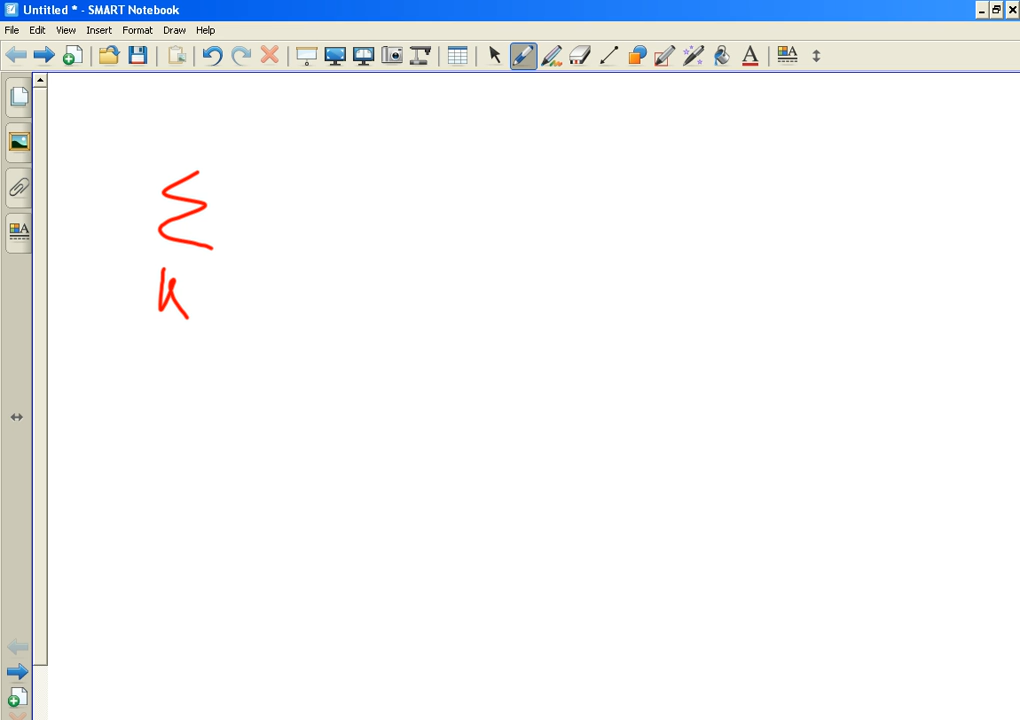 Untitled * - SMART Notebook
File Edit View Insert Format Draw Help
Σ
k